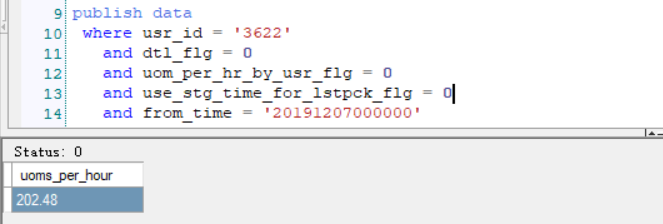 9 publish data
10 where usr_id = '3622'
11 and dtl_flg = 0
12 and uom_per_hr_by_usr_flg = 0
13 and use_stg_time_for_lstpck_flg = 0
14 and from_time = '20191207000000'
Status: 0
uoms_per_hour
202.48